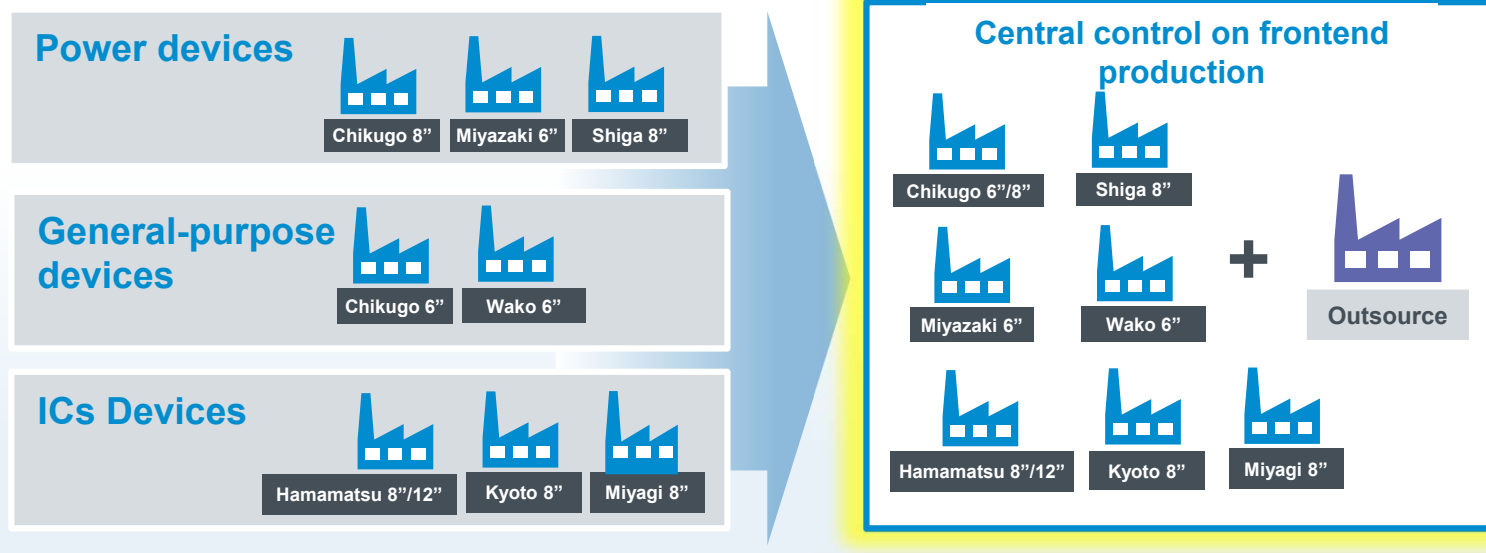 Power devices
Chikugo 8”
Miyazaki 6”
Shiga 8”
General-purpose
devices
Chikugo 6”
Wako 6”
ICs Devices
Hamamatsu 8”/12”
Kyoto 8”
Miyagi 8”
Central control on frontend
production
Chikugo 6”/8”
Shiga 8”
Miyazaki 6”
Wako 6”
+
Outsource
Hamamatsu 8”/12”
Kyoto 8”
Miyagi 8”